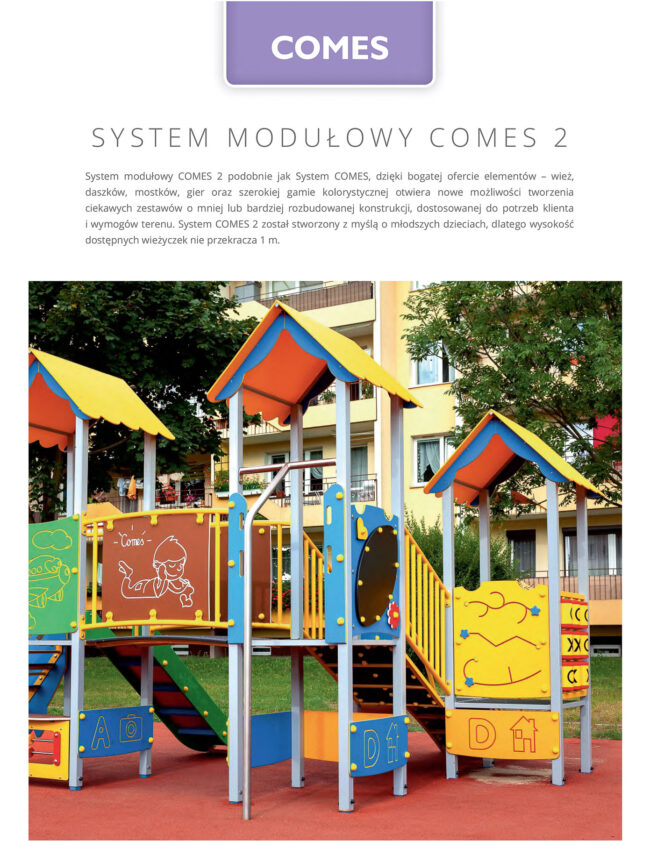 COMES
SYSTEM MODUŁOWY COMES 2
System modułowy COMES 2 podobnie jak System COMES, dzięki bogatej ofercie elementów – wież,
daszków, mostków, gier oraz szerokiej gamie kolorystycznej otwiera nowe możliwości tworzenia
ciekawych zestawów o mniej lub bardziej rozbudowanej konstrukcji, dostosowanej do potrzeb klienta
i wymogów terenu. System COMES 2 został stworzony z myślą o młodszych dzieciach, dlatego wysokość
dostępnych wieżyczek nie przekracza 1 m.
- Comes -
A
D
D